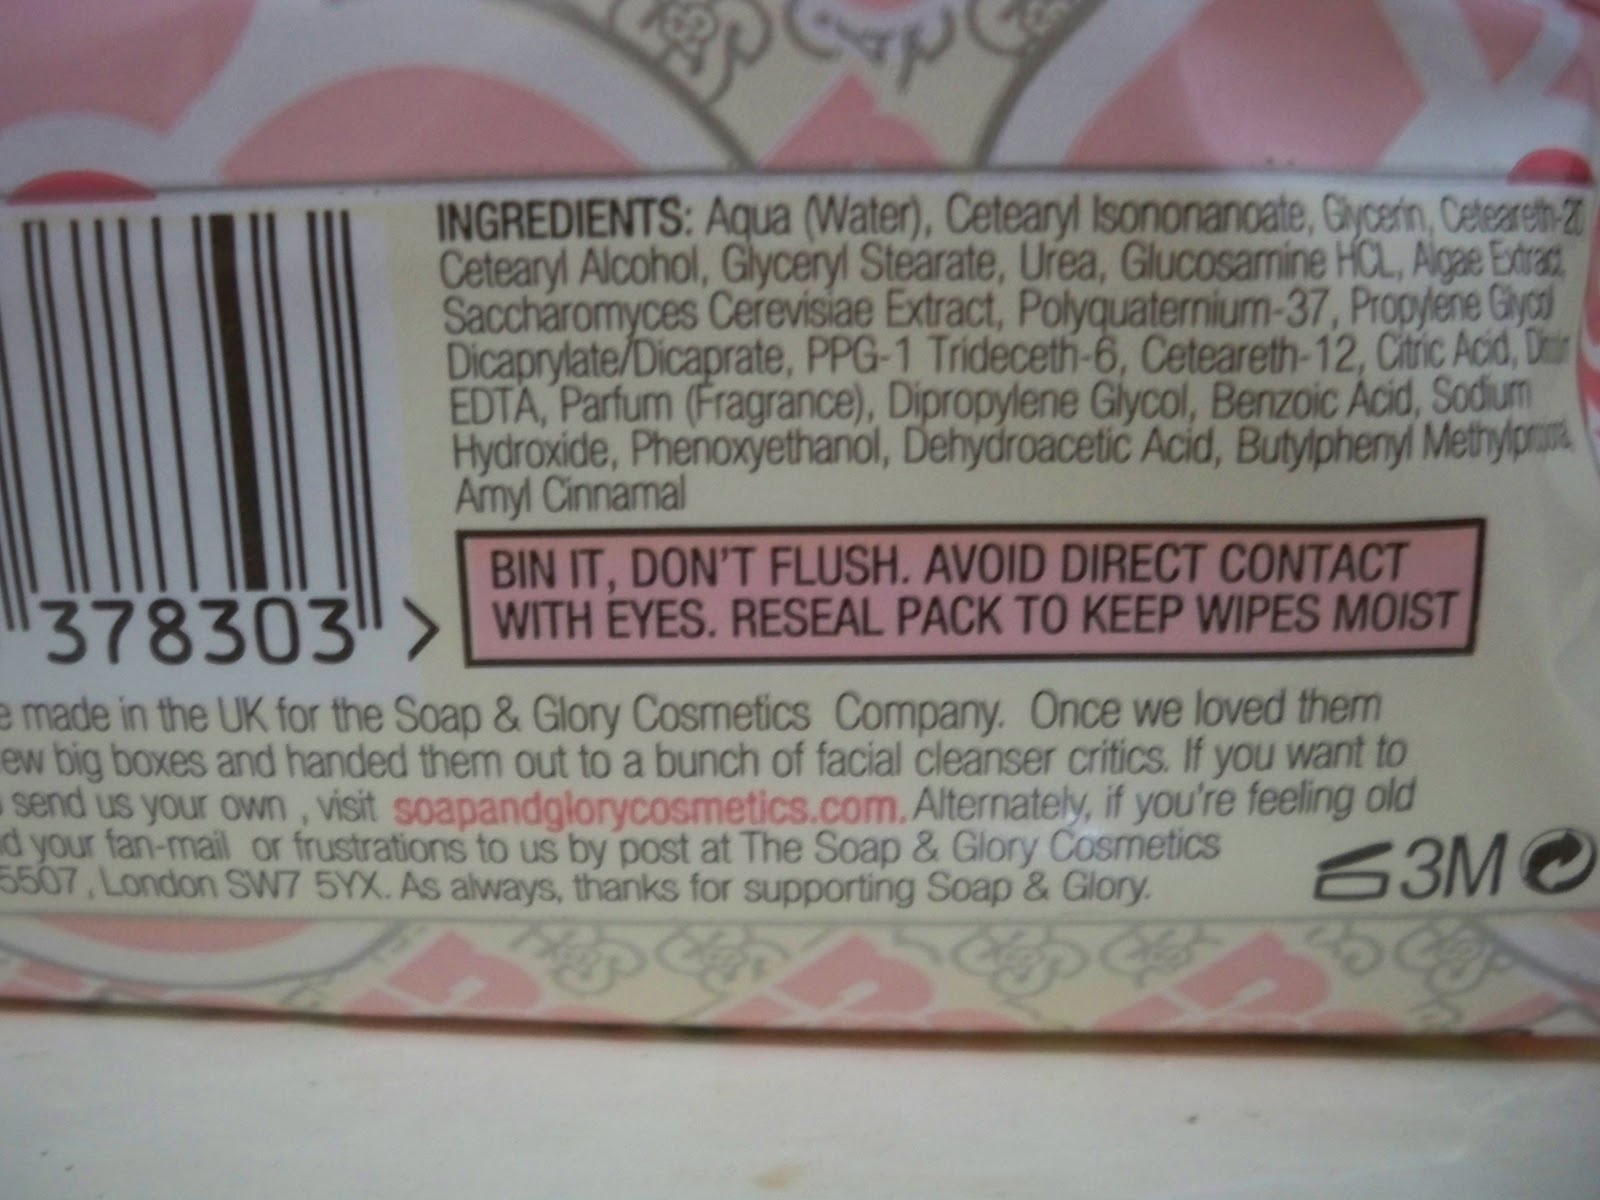 INGREDIENTS: Aqua (Water), Cetearyl Isononanoate, Glycerin, Ceteareth-20
Cetearyl Alcohol, Glyceryl Stearate, Urea, Glucosamine HCL, Algae Extract,
Saccharomyces Cerevisiae Extract, Polyquaternium-37, Propylene Glycol
Dicaprylate/Dicaprate, PPG-1 Trideceth-6, Ceteareth-12, Citric Acid,
EDTA, Parfum (Fragrance), Dipropylene Glycol, Benzoic Acid, Sodium
Hydroxide, Phenoxyethanol, Dehydroacetic Acid, Butylphenyl
Amyl Cinnamal
BIN IT, DON'T FLUSH. AVOID DIRECT CONTACT
WITH EYES. RESEAL PACK TO KEEP WIPES MOIST
378303 >
e made in the UK for the Soap & Glory Cosmetics Company. Once we loved them
ew big boxes and handed them out to a bunch of facial cleanser critics. If you want to
send us your own , visit soapandglorycosmetics.com. Alternately, if you're feeling old
d your fan-mail or frustrations to us by post at The Soap & Glory Cosmetics
5507, London SW7 5YX. As always, thanks for supporting Soap & Glory.
3M